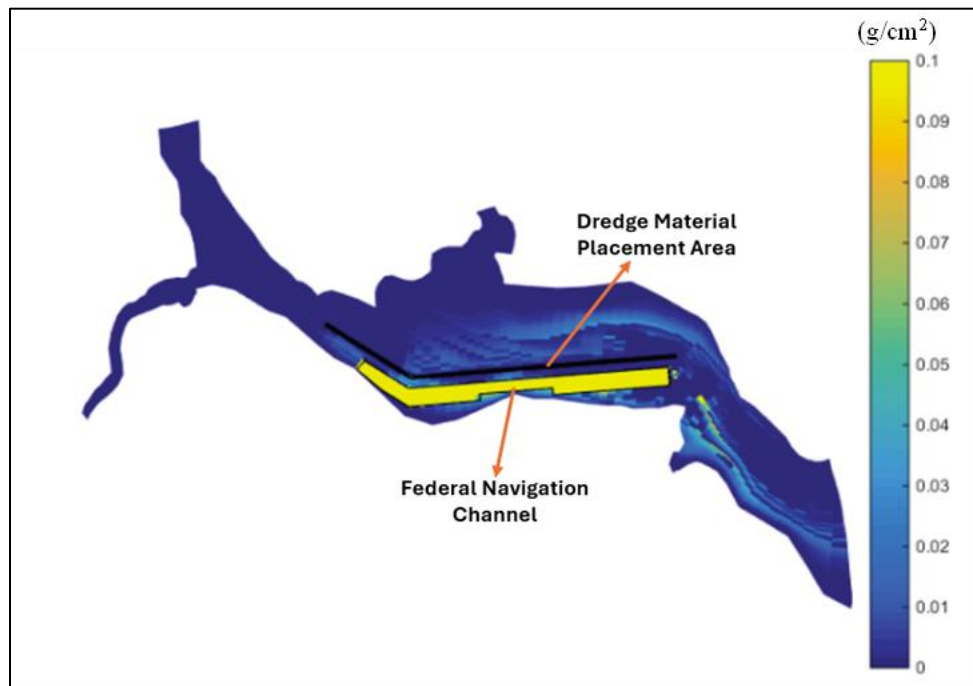 (g/cm²)
0.1
0.09
0.08
0.07
0.06
0.05
0.04
0.03
0.02
0.01
0
Dredge Material
Placement Area
Federal Navigation
Channel